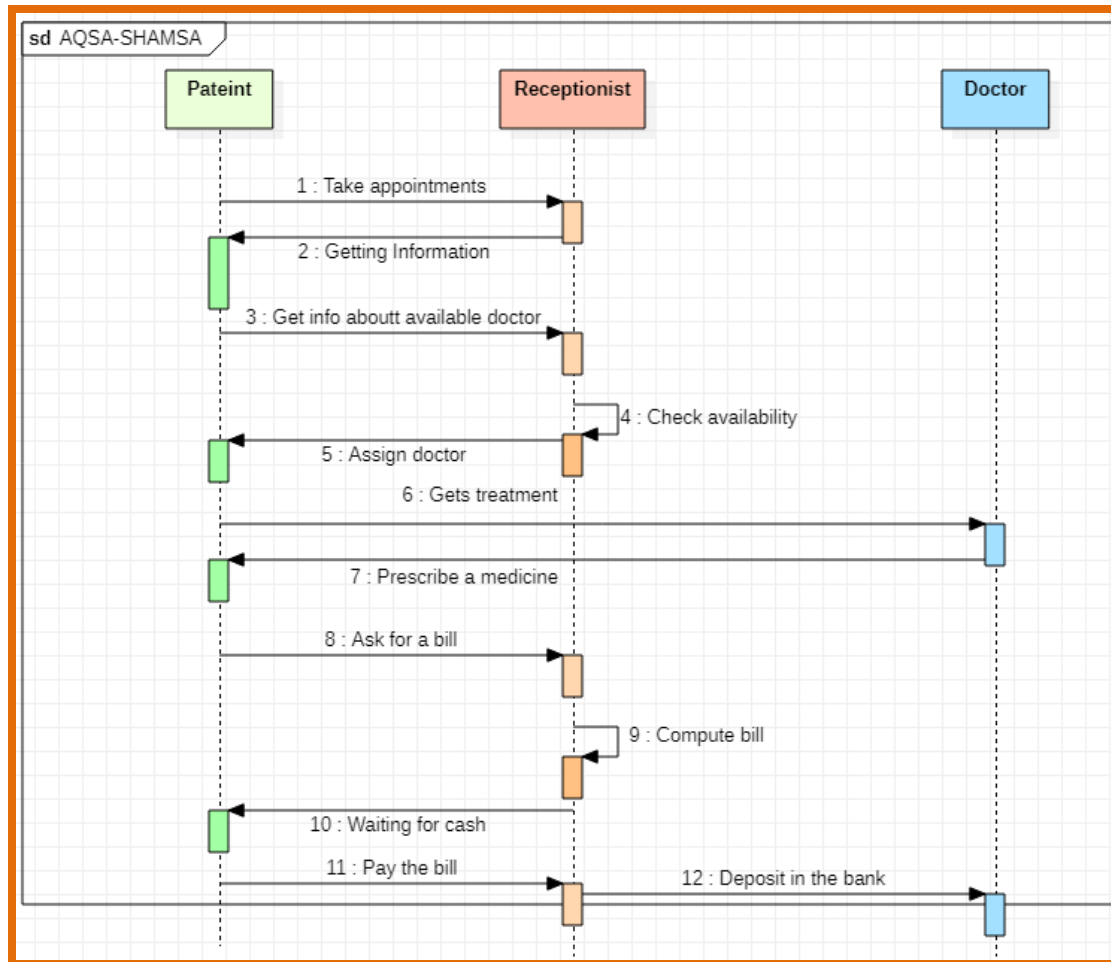 sd AQSA-SHAMSA
Pateint
Receptionist
Doctor
1 : Take appointments
2 : Getting Information
3 : Get info aboutt available doctor
4 : Check availability
5 : Assign doctor
6 : Gets treatment
7 : Prescribe a medicine
8 : Ask for a bill
9 : Compute bill
10 : Waiting for cash
11 : Pay the bill
12 : Deposit in the bank